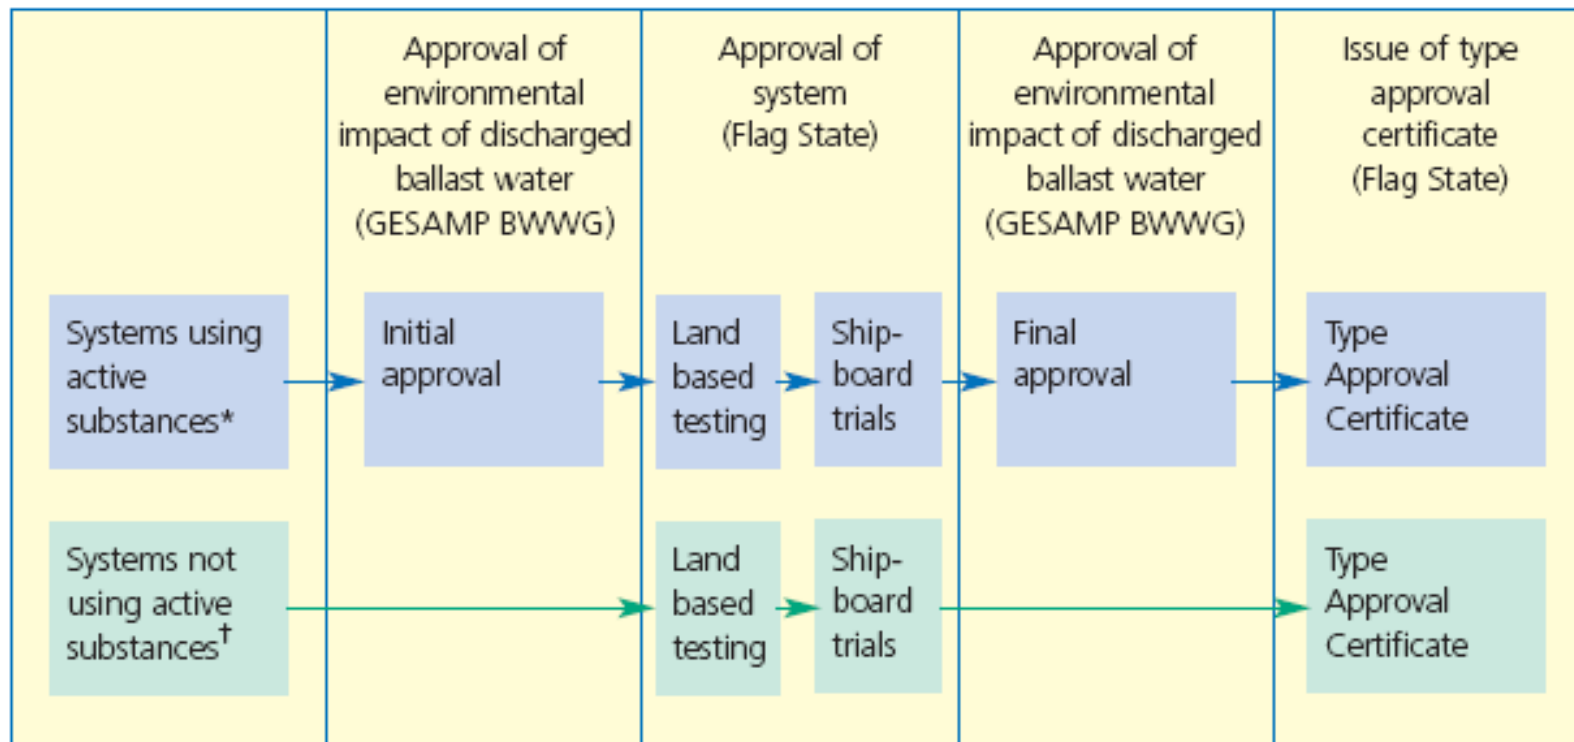 Approval of
environmental
impact of discharged
ballast water
(GESAMP BWWG)
Approval of
system
(Flag State)
Approval of
environmental
impact of discharged
ballast water
(GESAMP BWWG)
Issue of type
approval
certificate
(Flag State)
Systems using
active
substances*
Initial
approval
Land
based
testing
Ship-
board
trials
Final
approval
Type
Approval
Certificate
Systems not
using active
substances†
Land
based
testing
Ship-
board
trials
Type
Approval
Certificate